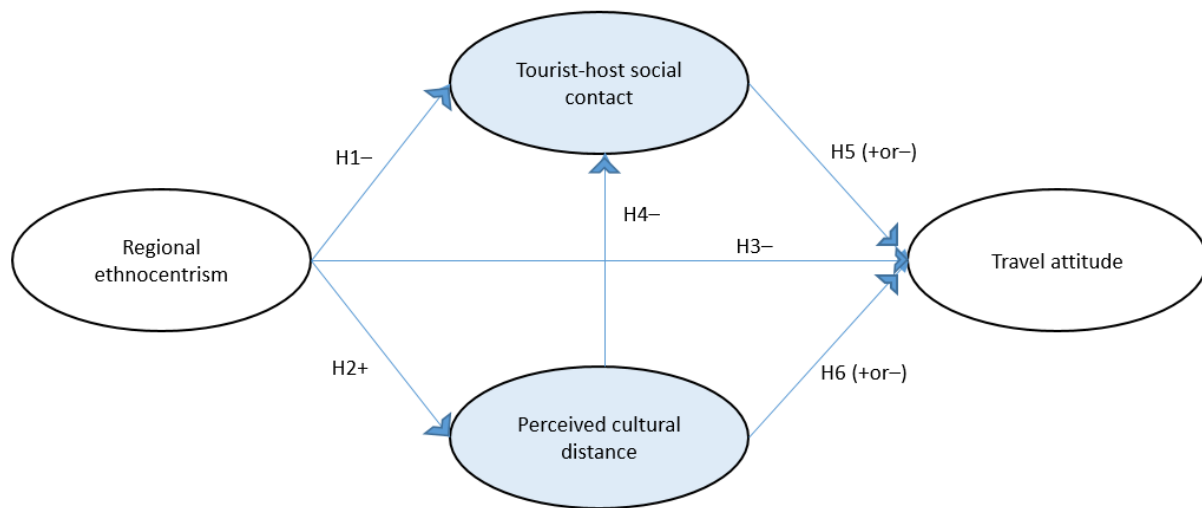 Tourist-host social
contact
H1–
H5 (+or–)
H4–
H3–
Regional
ethnocentrism
Travel attitude
H2+
H6 (+or–)
Perceived cultural
distance